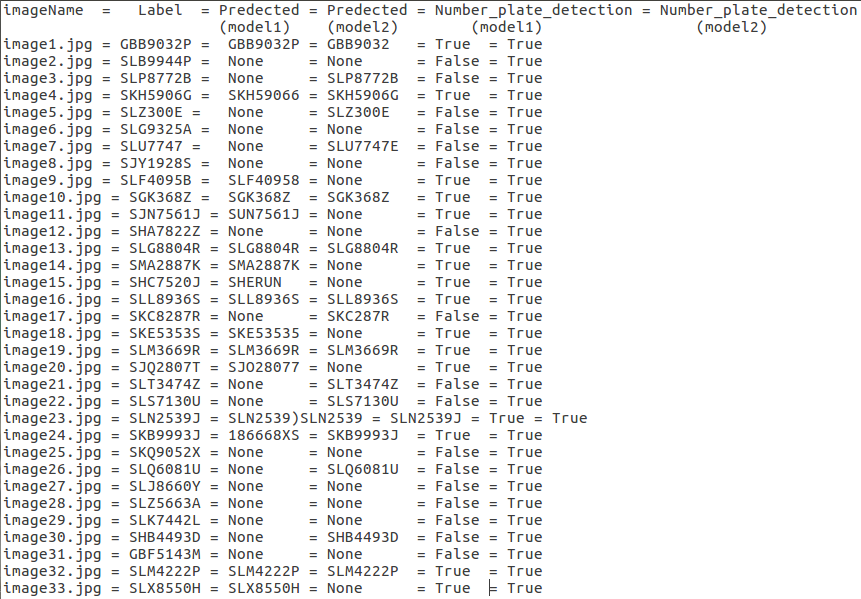 imageName  =   Label  = Predected = Predected = Number_plate_detection = Number_plate_detection
(model1)    (model2)        (model1)                 (model2)
image1.jpg = GBB9032P =  GBB9032P = GBB9032   = True  = True
image2.jpg = SLB9944P =  None     = None      = False = True
image3.jpg = SLP8772B =  None     = SLP8772B  = False = True
image4.jpg = SKH5906G =  SKH59066 = SKH5906G  = True  = True
image5.jpg = SLZ300E =   None     = SLZ300E   = False = True
image6.jpg = SLG9325A =  None     = None      = False = True
image7.jpg = SLU7747 =   None     = SLU7747E  = False = True
image8.jpg = SJY1928S =  None     = None      = False = True
image9.jpg = SLF4095B =  SLF40958 = None      = True  = True
image10.jpg = SGK368Z =  SGK368Z  = SGK368Z   = True  = True
image11.jpg = SJN7561J = SUN7561J = None      = True  = True
image12.jpg = SHA7822Z = None     = None      = False = True
image13.jpg = SLG8804R = SLG8804R = SLG8804R  = True  = True
image14.jpg = SMA2887K = SMA2887K = None      = True  = True
image15.jpg = SHC7520J = SHERUN   = None      = True  = True
image16.jpg = SLL8936S = SLL8936S = SLL8936S  = True  = True
image17.jpg = SKC8287R = None     = SKC287R   = False = True
image18.jpg = SKE5353S = SKE53535 = None      = True  = True
image19.jpg = SLM3669R = SLM3669R = SLM3669R  = True  = True
image20.jpg = SJQ2807T = SJO28077 = None      = True  = True
image21.jpg = SLT3474Z = None     = SLT3474Z  = False = True
image22.jpg = SLS7130U = None     = SLS7130U  = False = True
image23.jpg = SLN2539J = SLN2539)SLN2539 = SLN2539J = True = True
image24.jpg = SKB9993J = 186668XS = SKB9993J  = True  = True
image25.jpg = SKQ9052X = None     = None      = False = True
image26.jpg = SLQ6081U = None     = SLQ6081U  = False = True
image27.jpg = SLJ8660Y = None     = None      = False = True
image28.jpg = SLZ5663A = None     = None      = False = True
image29.jpg = SLK7442L = None     = None      = False = True
image30.jpg = SHB4493D = None     = SHB4493D  = False = True
image31.jpg = GBF5143M = None     = None      = False = True
image32.jpg = SLM4222P = SLM4222P = SLM4222P  = True  = True
image33.jpg = SLX8550H = SLX8550H = None      = True  = True